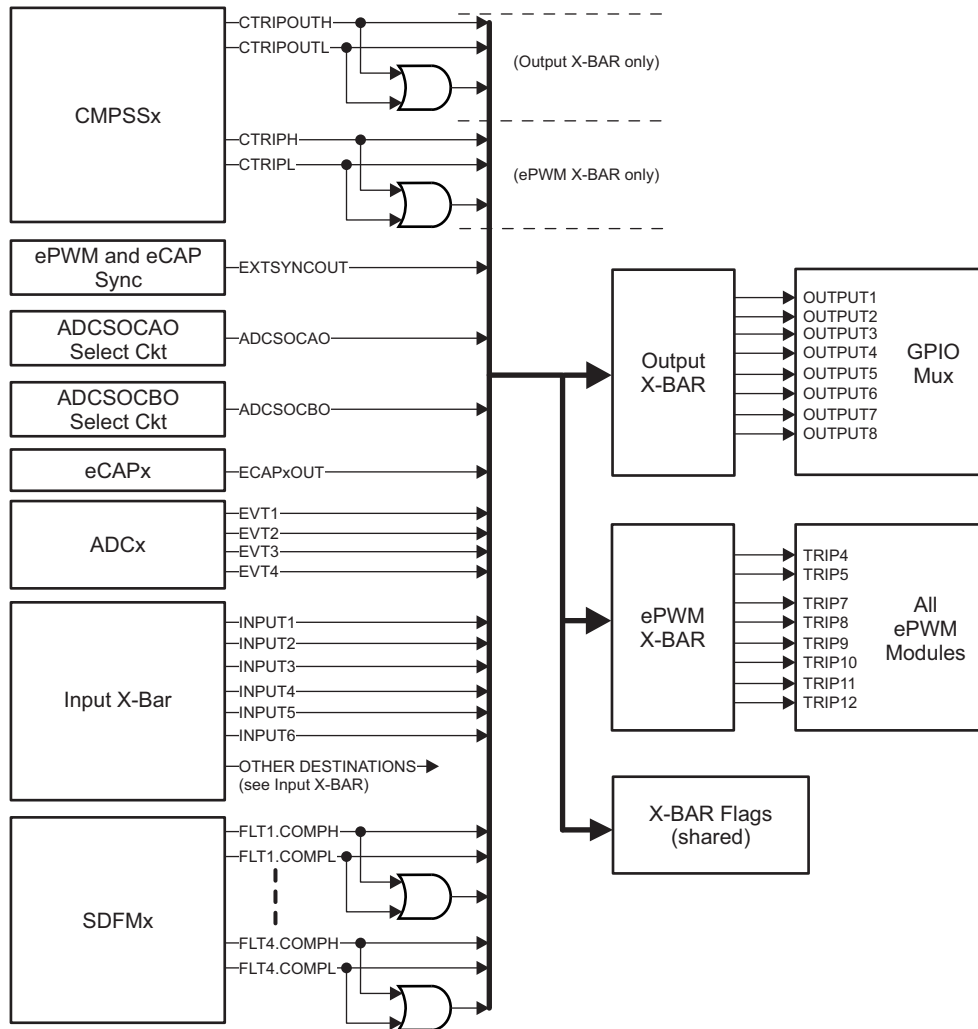 CMPSSx
CTRIPOUTH
CTRIPOUTL
(Output X-BAR only)
CTRIPH
CTRIPL
(ePWM X-BAR only)
ePWM and eCAP
Sync
EXTSYNCOUT
ADCSOCAO
Select Ckt
ADCSOCAO
ADCSOCBO
Select Ckt
ADCSOCBO
eCAPx
ECAPxOUT
ADCx
EVT1
EVT2
EVT3
EVT4
Input X-Bar
INPUT1
INPUT2
INPUT3
INPUT4
INPUT5
INPUT6
OTHER DESTINATIONS
(see Input X-BAR)
SDFMx
FLT1.COMPH
FLT1.COMPL
FLT4.COMPH
FLT4.COMPL
Output
X-BAR
OUTPUT1
OUTPUT2
OUTPUT3
OUTPUT4
OUTPUT5
OUTPUT6
OUTPUT7
OUTPUT8
GPIO
Mux
ePWM
X-BAR
TRIP4
TRIP5
TRIP7
TRIP8
TRIP9
TRIP10
TRIP11
TRIP12
All
ePWM
Modules
X-BAR Flags
(shared)